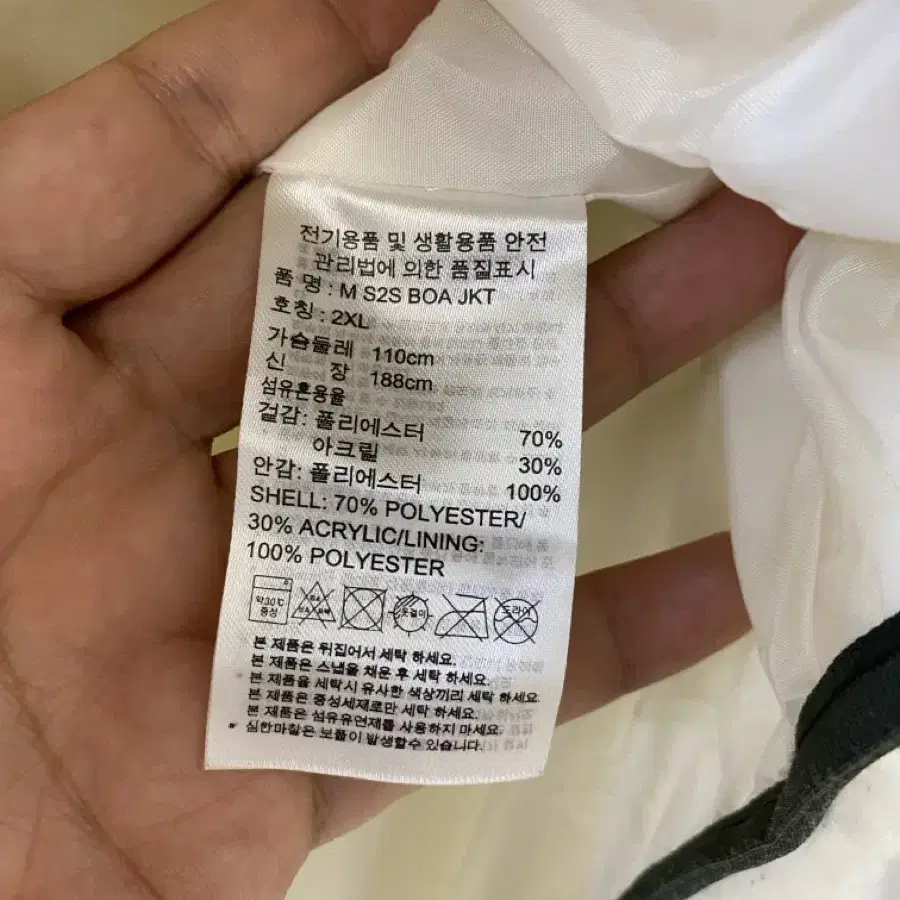 전기용품 및 생활용품 안전
관리법에 의한 품질표시
품 명 : M S2S BOA JKT
호칭 : 2XL
가슴둘레 110cm
신 장 188cm
섬유혼용율
겉감: 폴리에스터 70%
아크릴 30%
안감: 폴리에스터 100%
SHELL: 70% POLYESTER/
30% ACRYLIC/LINING:
100% POLYESTER
약30℃ 중성 옷걸이 드라이
본 제품은 뒤집어서 세탁 하세요.
본 제품은 스냅을 채운 후 세탁 하세요.
본 제품을 세탁시 유사한 색상끼리 세탁 하세요.
본 제품은 중성세제로만 세탁 하세요.
본 제품은 섬유유연제를 사용하지 마세요.
심한마찰은 보풀이 발생할수 있습니다.